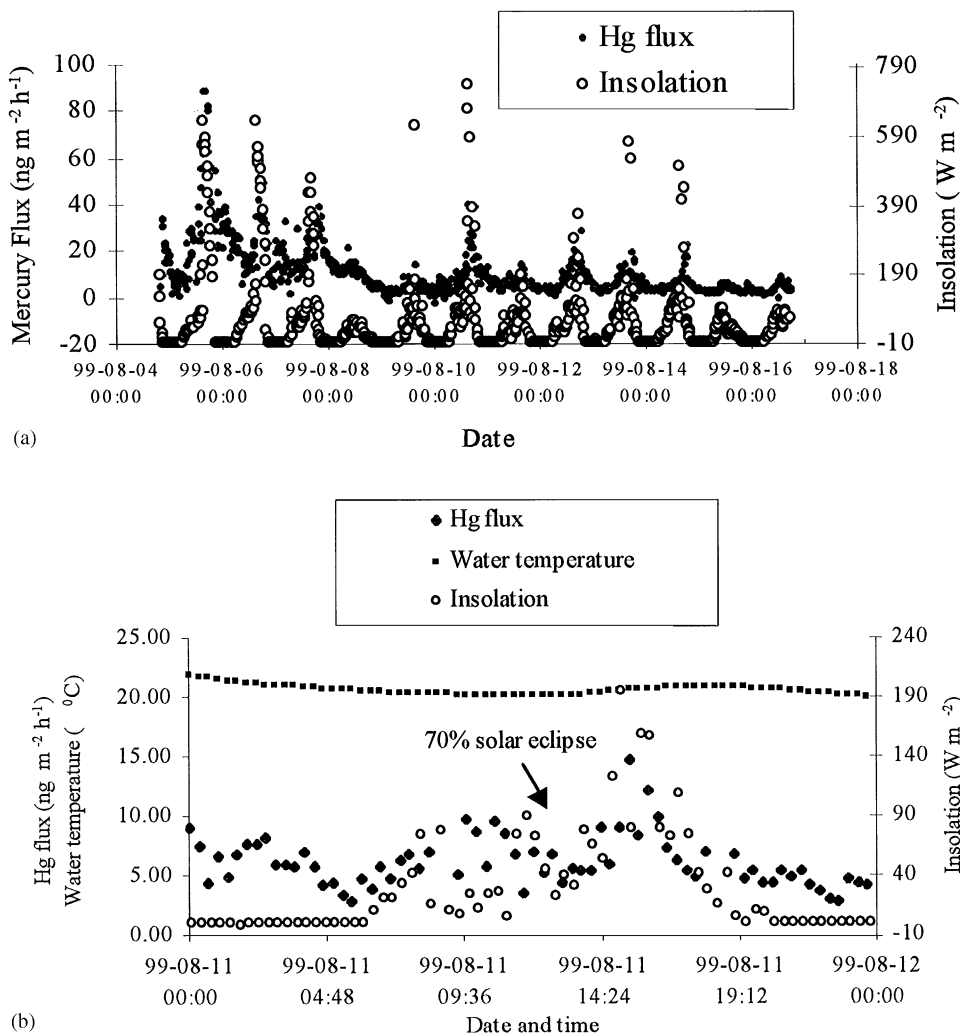 Hg flux
Insolation
100
80
60
40
20
0
-20
Mercury Flux (ng m-2h-1)
790
590
390
190
-10
Insolation ( W m -2)
99-08-04 99-08-06 99-08-08 99-08-10 99-08-12 99-08-14 99-08-16 99-08-18
00:00 00:00 00:00 00:00 00:00 00:00 00:00 00:00
(a)
Date
Hg flux
Water temperature
Insolation
25.00
20.00
15.00
10.00
5.00
0.00
Hg flux (ng m -2 h-1)
Water temperature ( 0C)
240
190
140
90
40
-10
Insolation (W m-2)
70% solar eclipse
99-08-11 99-08-11 99-08-11 99-08-11 99-08-11 99-08-12
00:00 04:48 09:36 14:24 19:12 00:00
(b)
Date and time